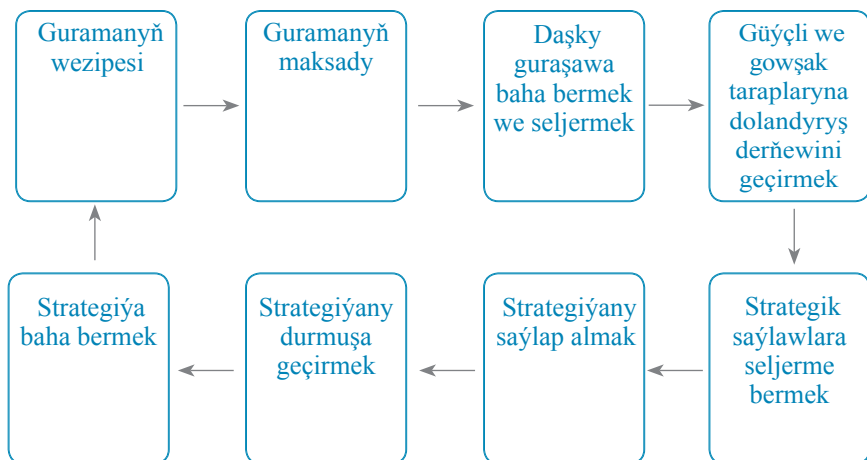 Guramanyň
wezipesi
Guramanyň
maksady
Daşky
guraşawa
baha bermek
we seljermek
Güýçli we
gowşak
taraplaryna
dolandyryş
derňewini
geçirmek
Strategiýa
baha bermek
Strategiýany
durmuşa
geçirmek
Strategiýany
saýlap almak
Strategik
saýlawlara
seljerme
bermek